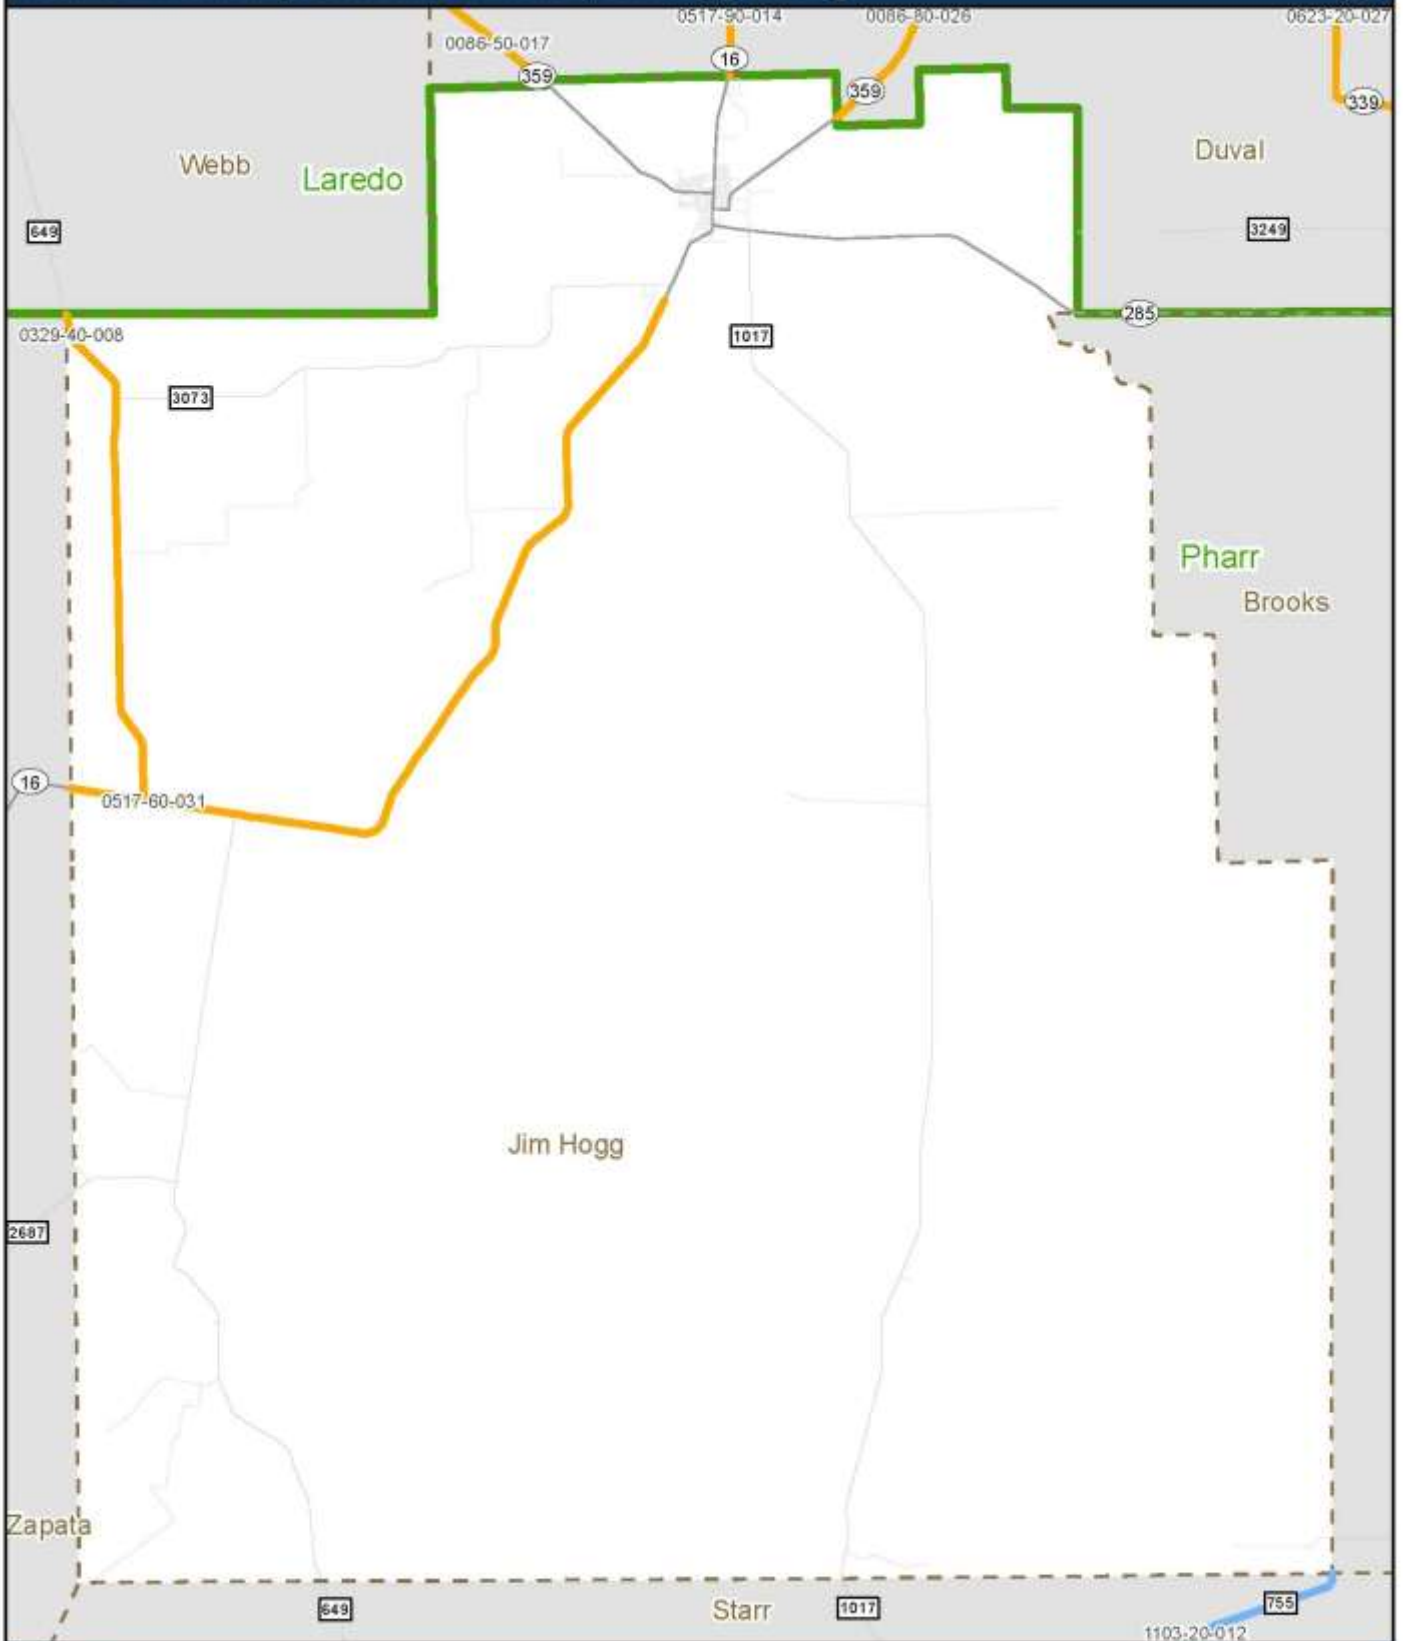 0517-90-014
0086-80-026
0623-20-027
0086-50-017
16
359
359
339
Webb
Laredo
Duval
649
3249
285
0329-40-008
1017
3073
Pharr
Brooks
16
0517-60-031
Jim Hogg
2687
Zapata
649
Starr
1017
755
1103-20-012